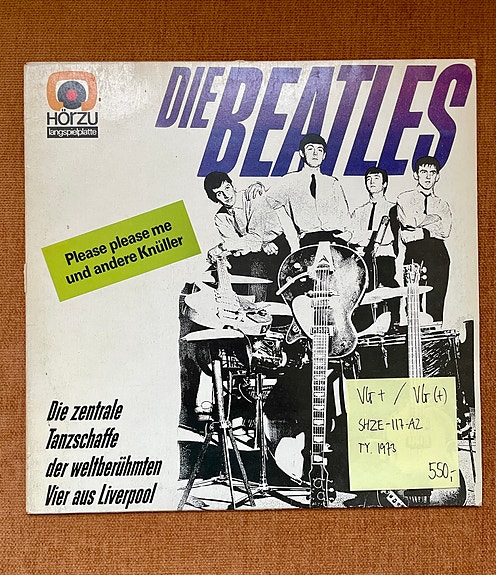 HÖRZU
langspielplatte
DIE BEATLES
Please please me
und andere Knüller
Die zentrale
Tanzschaffe
der weltberühmten
Vier aus Liverpool
VG+ / VG(+)
SHZE-117-A2
TY. 1973
550,-